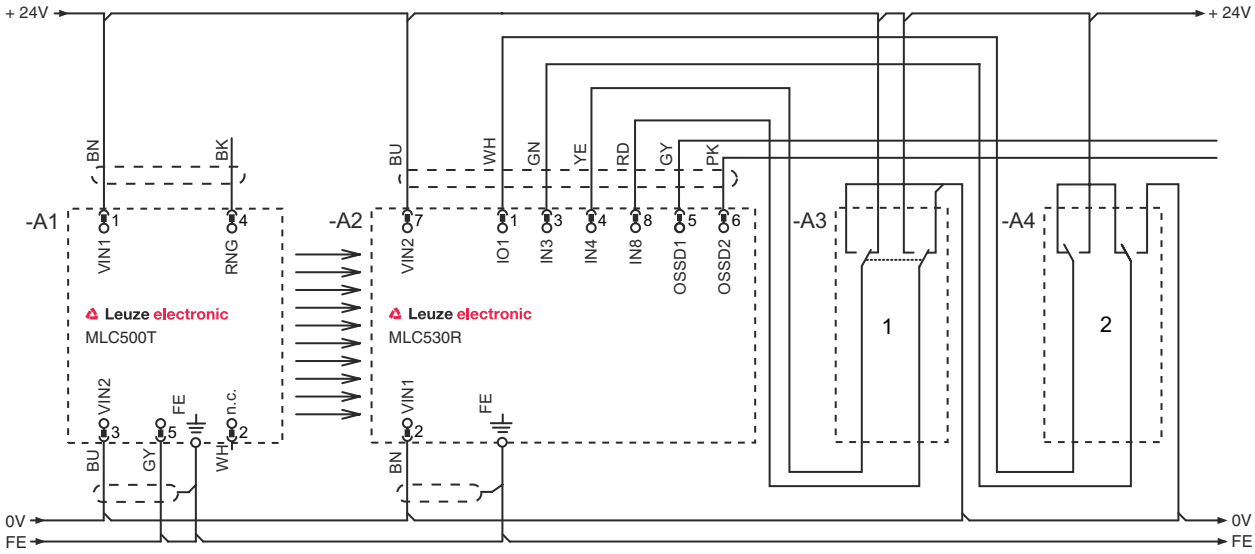 + 24V
+ 24V
BN
BK
BU
WH
GN
YE
RD
GY
PK
-A1
1
4
-A2
7
1
3
4
8
5
6
-A3
-A4
VIN1
RNG
VIN2
IO1
IN3
IN4
IN8
OSSD1
OSSD2
Leuze electronic
MLC500T
Leuze electronic
MLC530R
1
2
VIN2
FE
n.c.
VIN1
FE
3
5
2
2
BU
GY
WH
BN
0V
0V
FE
FE